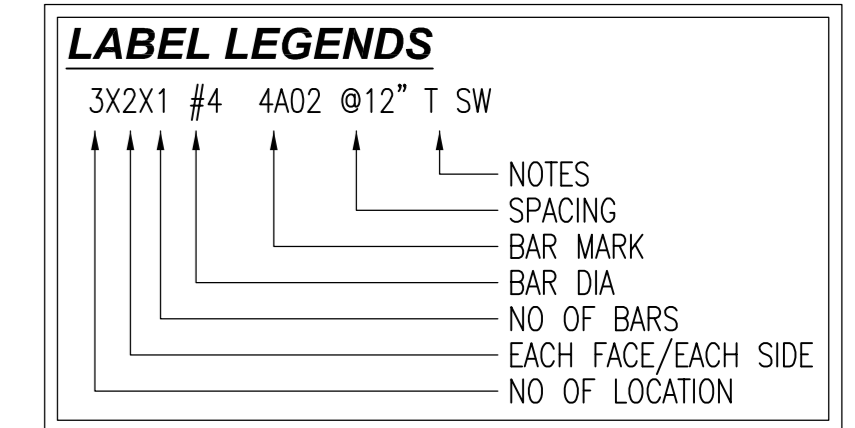 LABEL LEGENDS
3X2X1 #4 4A02 @12" T SW
NOTES
SPACING
BAR MARK
BAR DIA
NO OF BARS
EACH FACE/EACH SIDE
NO OF LOCATION